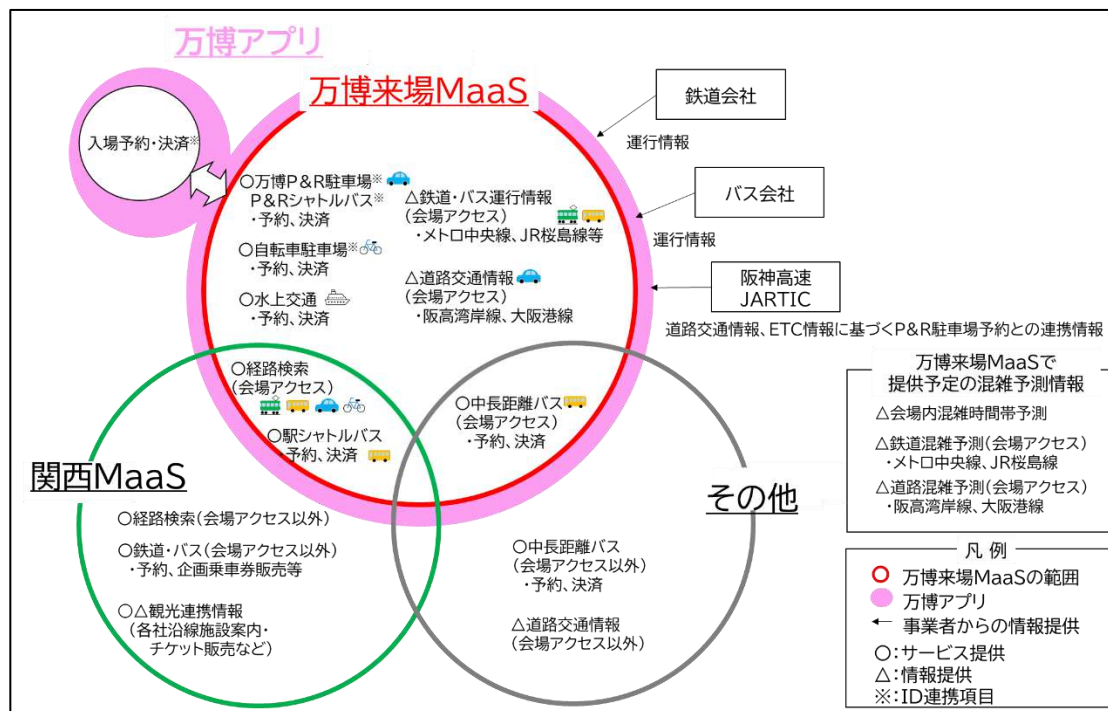 万博アプリ
万博来場MaaS
入場予約・決済※
○万博P&R駐車場※
P&Rシャトルバス※
・予約、決済
○自転車駐車場※
・予約、決済
○水上交通
・予約、決済
△鉄道・バス運行情報
(会場アクセス)
・メトロ中央線、JR桜島線等
△道路交通情報
(会場アクセス)
・阪高湾岸線、大阪港線
鉄道会社
運行情報
バス会社
運行情報
阪神高速
JARTIC
道路交通情報、ETC情報に基づくP&R駐車場予約との連携情報
○経路検索
(会場アクセス)
○駅シャトルバス
・予約、決済
○中長距離バス
(会場アクセス)
・予約、決済
関西MaaS
○経路検索(会場アクセス以外)
○鉄道・バス(会場アクセス以外)
・予約、企画乗車券販売等
○△観光連携情報
(各社沿線施設案内・
チケット販売など)
その他
○中長距離バス
(会場アクセス以外)
・予約、決済
△道路交通情報
(会場アクセス以外)
万博来場MaaSで
提供予定の混雑予測情報
△会場内混雑時間帯予測
△鉄道混雑予測(会場アクセス)
・メトロ中央線、JR桜島線
△道路混雑予測(会場アクセス)
・阪高湾岸線、大阪港線
凡例
万博来場MaaSの範囲
万博アプリ
事業者からの情報提供
○:サービス提供
△:情報提供
※:ID連携項目